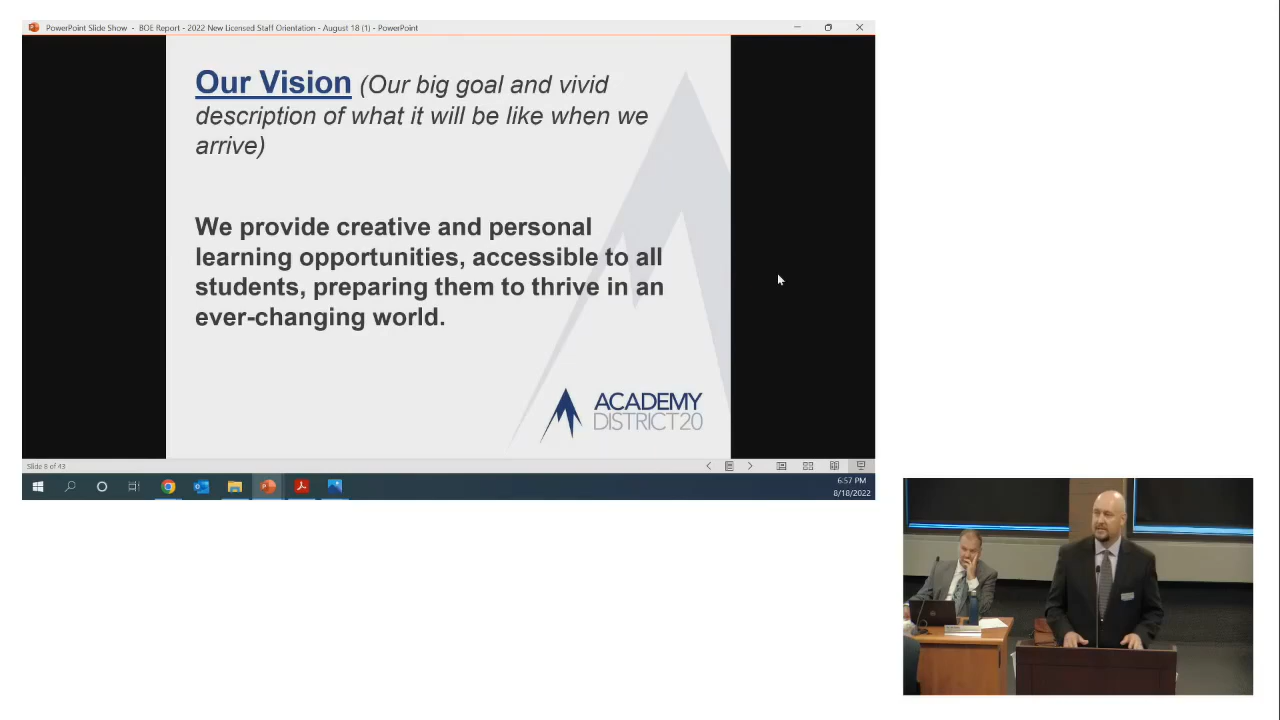 PowerPoint Slide Show - BOE Report - 2022 New Licensed Staff Orientation - August 18 (1) - PowerPoint
Our Vision (Our big goal and vivid
description of what it will be like when we
arrive)
We provide creative and personal
learning opportunities, accessible to all
students, preparing them to thrive in an
ever-changing world.
ACADEMY
DISTRICT20
Slide 8 of 43
6:57 PM
8/18/2022